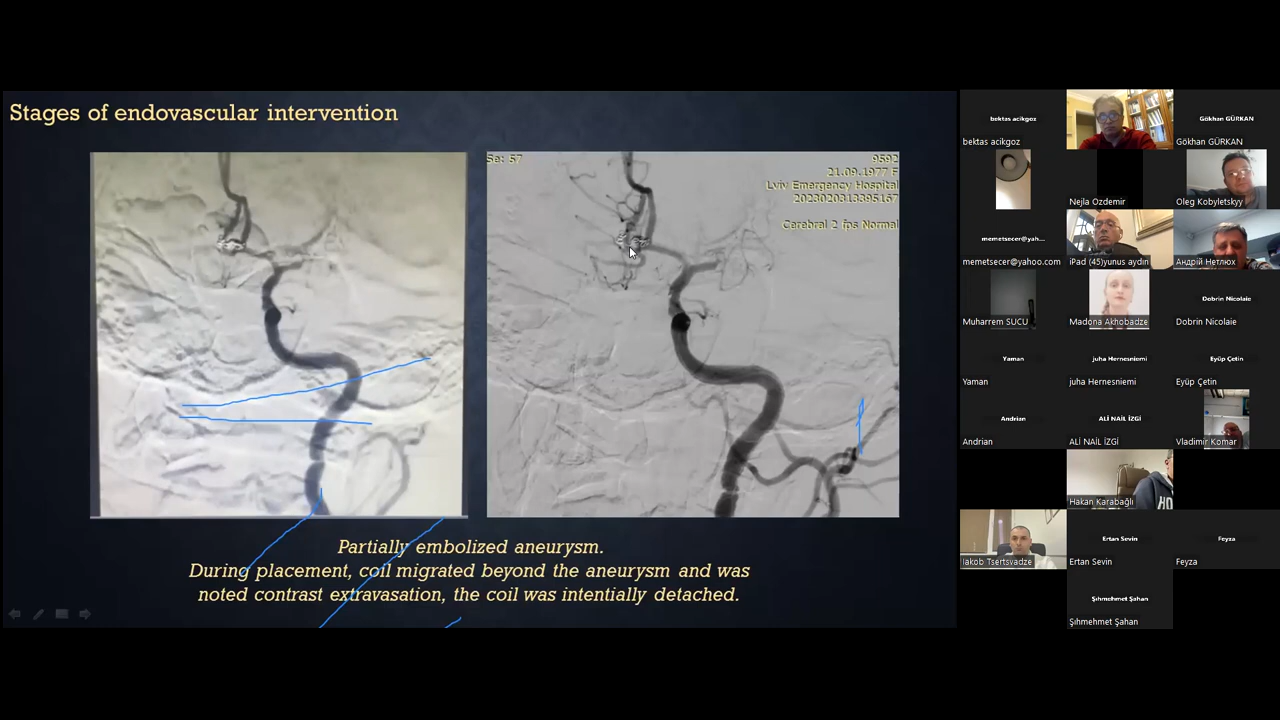 Stages of endovascular intervention
Se: 57
9592
21.09.1977 F
Lviv Emergency Hospital
2023020313895167
Cerebral 2 fps Normal
Partially embolized aneurysm.
During placement, coil migrated beyond the aneurysm and was
noted contrast extravasation, the coil was intentially detached.
bektas acikgoz
bektas acikgoz
Gökhan GÜRKAN
Gökhan GÜRKAN
Nejla Ozdemir
Oleg Kobyletskyy
memetsecer@yah...
memetsecer@yahoo.com
iPad (45)yunus aydin
Андрій Нетлюх
Muharrem SUCU
Madona Akhobadze
Dobrin Nicolaie
Dobrin Nicolaie
Yaman
Yaman
juha Hernesniemi
juha Hernesniemi
Eyüp Çetin
Eyüp Çetin
Andrian
Andrian
ALİ NAİL İZGİ
ALİ NAİL İZGİ
Vladimir Komar
Hakan Karabağlı
Iakob Tsertsvadze
Ertan Sevin
Ertan Sevin
Feyza
Feyza
Şıhmehmet Şahan
Şıhmehmet Şahan